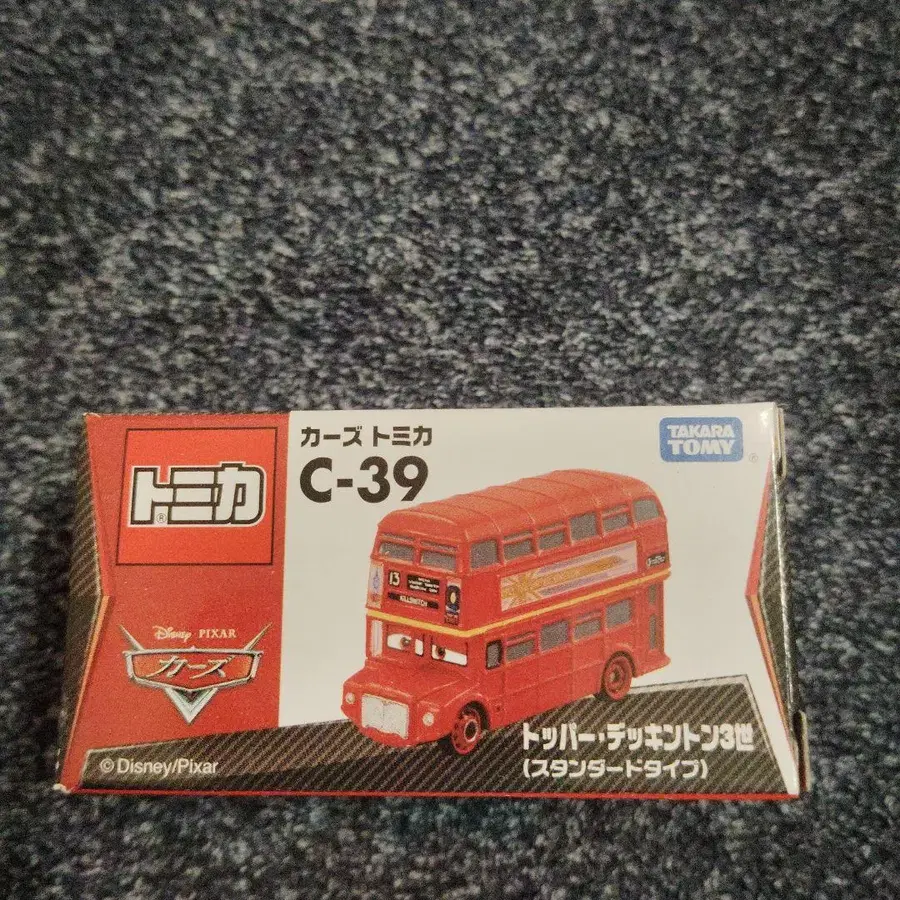 カーズ トミカ
C-39
TAKARA
TOMY
トミカ
®
Disney PIXAR
カーズ
13
KILLSWITCH
トッパー・デッキントン3世
(スタンダードタイプ)
©Disney/Pixar